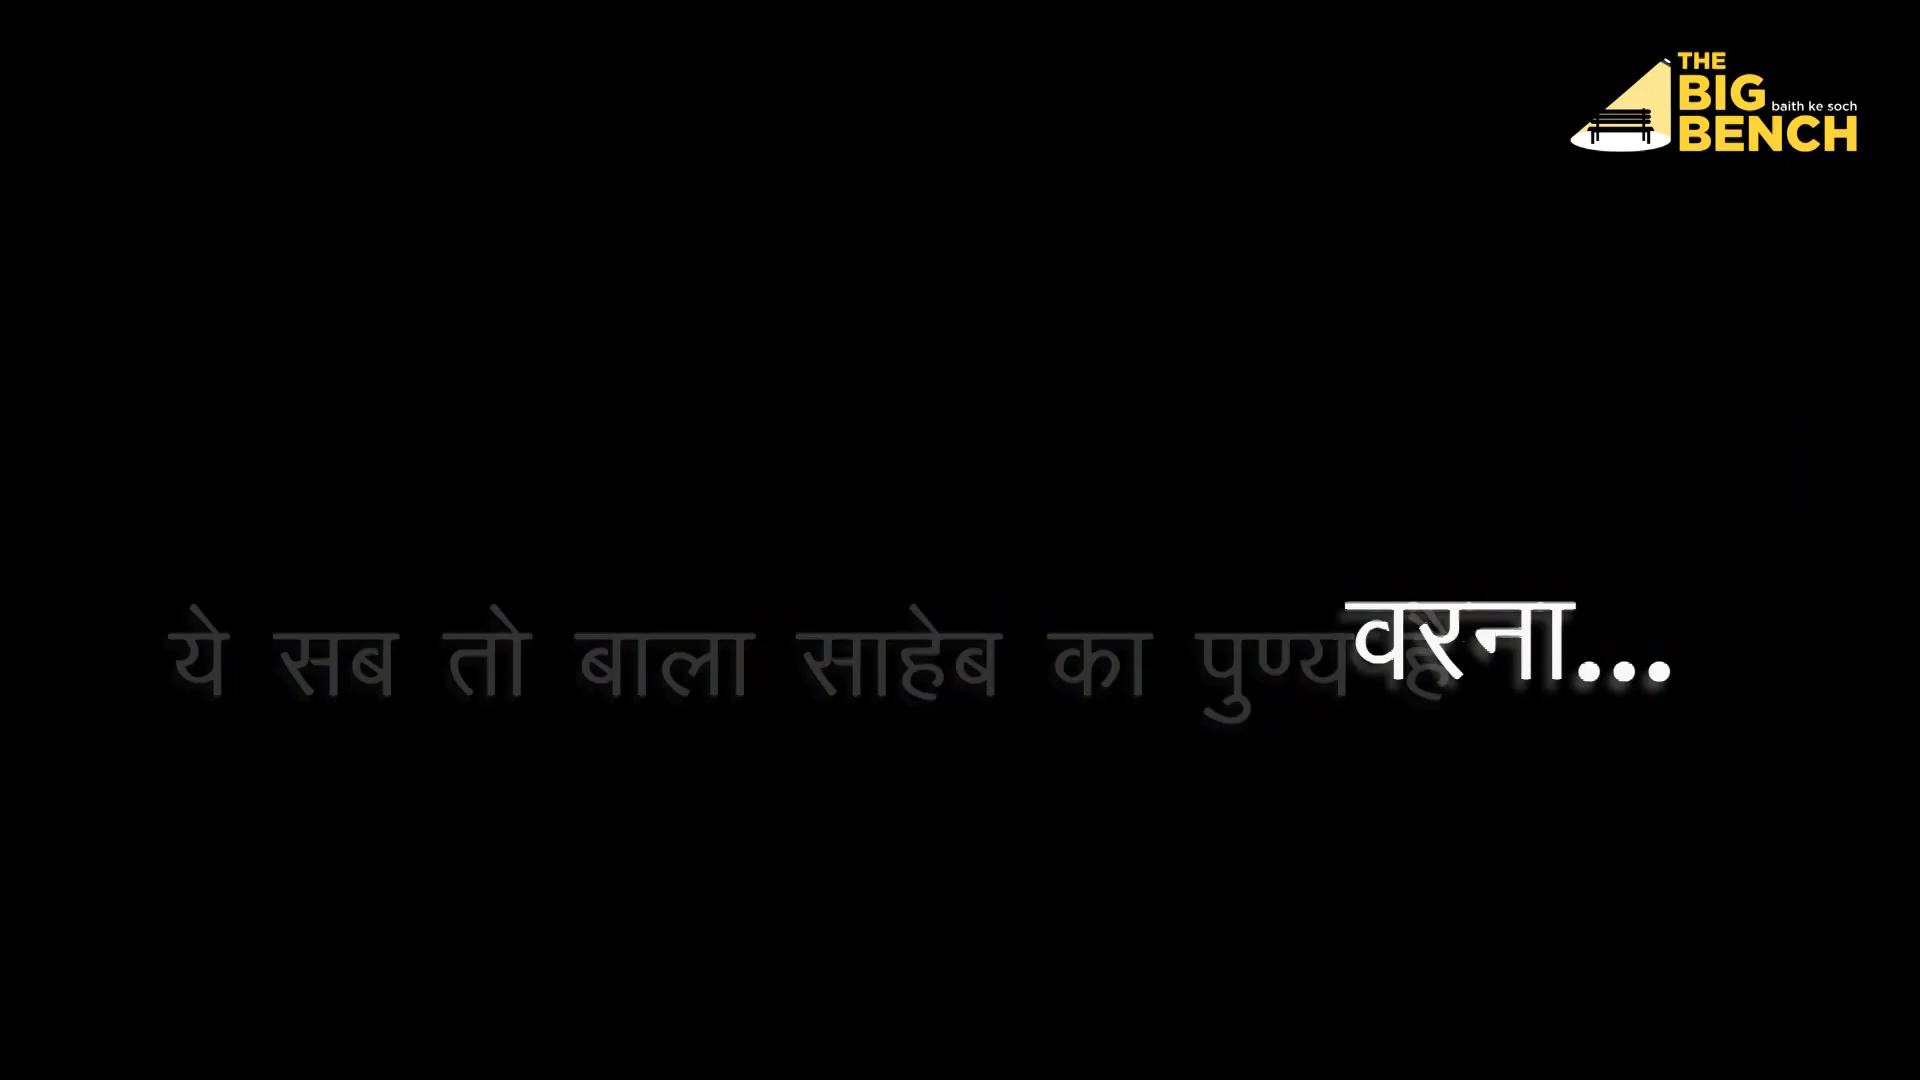 THE
BIG
baith ke soch
BENCH
ये सब तो बाला साहेब का पुण्य है
वरना...